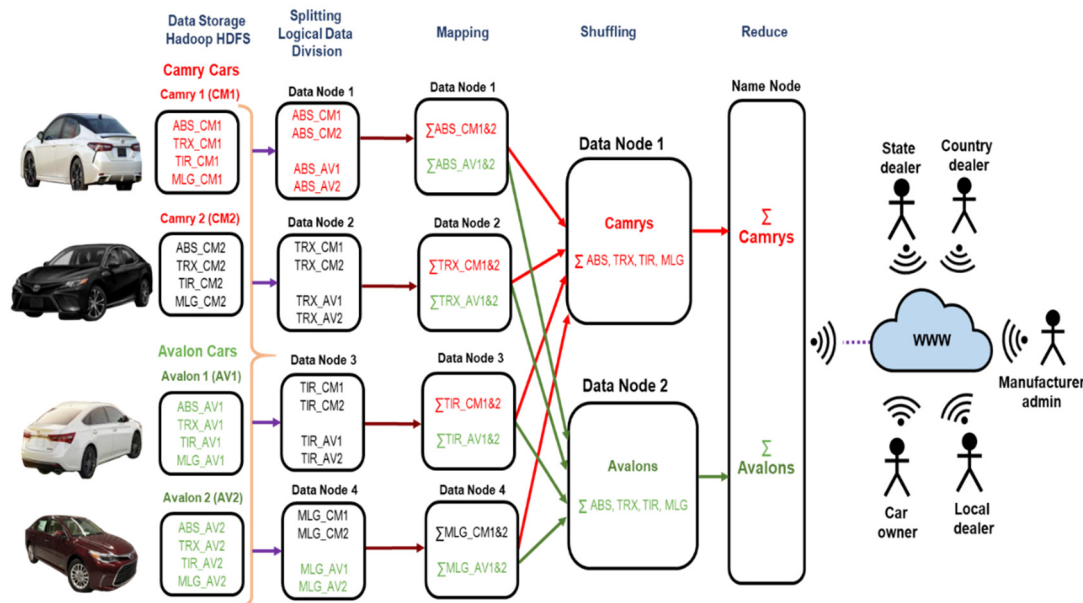 Data Storage
Hadoop HDFS
Splitting
Logical Data
Division
Mapping
Shuffling
Reduce
Camry Cars
Camry 1 (CM1)
ABS_CM1
TRX_CM1
TIR_CM1
MLG_CM1
Camry 2 (CM2)
ABS_CM2
TRX_CM2
TIR_CM2
MLG_CM2
Avalon Cars
Avalon 1 (AV1)
ABS_AV1
TRX_AV1
TIR_AV1
MLG_AV1
Avalon 2 (AV2)
ABS_AV2
TRX_AV2
TIR_AV2
MLG_AV2
Data Node 1
ABS_CM1
ABS_CM2
ABS_AV1
ABS_AV2
Data Node 2
TRX_CM1
TRX_CM2
TRX_AV1
TRX_AV2
Data Node 3
TIR_CM1
TIR_CM2
TIR_AV1
TIR_AV2
Data Node 4
MLG_CM1
MLG_CM2
MLG_AV1
MLG_AV2
Data Node 1
∑ABS_CM1&2
∑ABS_AV1&2
Data Node 2
∑TRX_CM1&2
∑TRX_AV1&2
Data Node 3
∑TIR_CM1&2
∑TIR_AV1&2
Data Node 4
∑MLG_CM1&2
∑MLG_AV1&2
Data Node 1
Camrys
∑ ABS, TRX, TIR, MLG
Data Node 2
Avalons
∑ ABS, TRX, TIR, MLG
Name Node
∑
Camrys
∑
Avalons
State
dealer
Country
dealer
WWW
Manufacturer
admin
Car
owner
Local
dealer